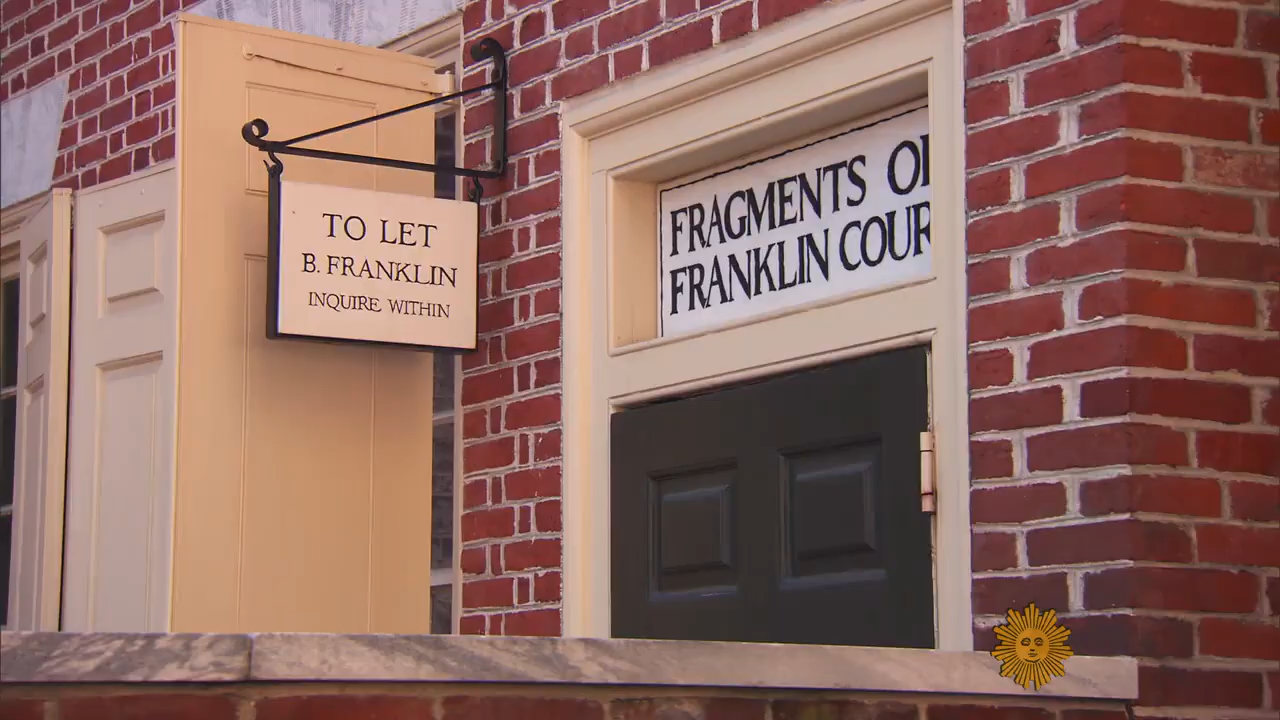 TO LET
B. FRANKLIN
INQUIRE WITHIN
FRAGMENTS O
FRANKLIN COUR